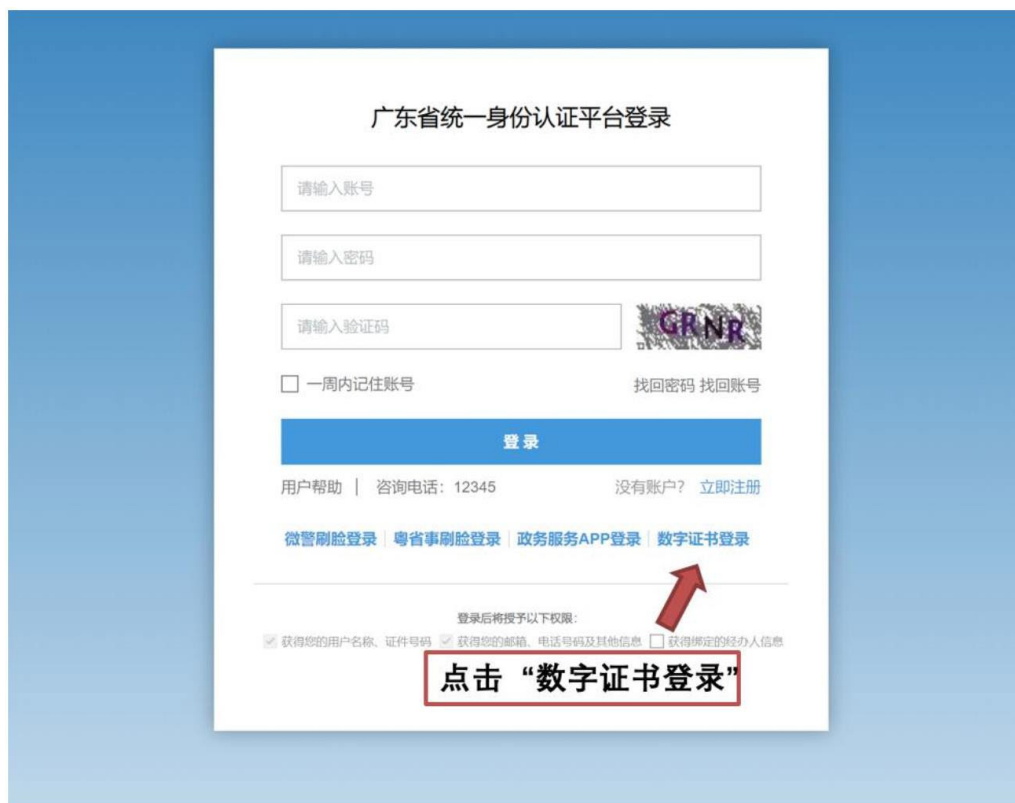 广东省统一身份认证平台登录
请输入账号
请输入密码
请输入验证码 GRNR
一周内记住账号 找回密码 找回账号
登录
用户帮助 | 咨询电话：12345 没有账户？ 立即注册
微警刷脸登录 | 粤省事刷脸登录 | 政务服务APP登录 | 数字证书登录
登录后将授予以下权限：
获得您的用户名称、证件号码 获得您的邮箱、电话号码及其他信息 获得绑定的经办人信息
点击“数字证书登录”